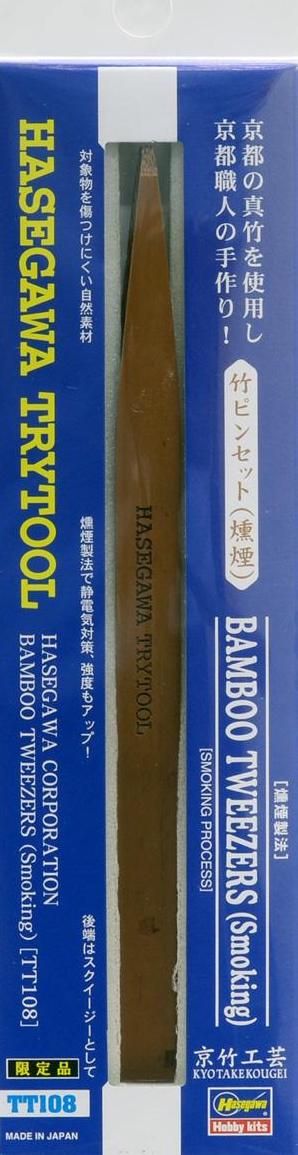 京都の真竹を使用し
京都職人の手作り！
竹ピンセット（燻煙）
［燻煙製法］
BAMBOO TWEEZERS (Smoking)
[SMOKING PROCESS]
京竹工芸
KYOTAKEKOUGEI
Hasegawa
Hobby kits
HASEGAWA TRYTOOL
対象物を傷つけにくい自然素材
燻煙製法で静電気対策、強度もアップ！
後端はスクイージーとして
HASEGAWA TRYTOOL
HASEGAWA CORPORATION
BAMBOO TWEEZERS (Smoking) [TT108]
限定品
TT108
MADE IN JAPAN